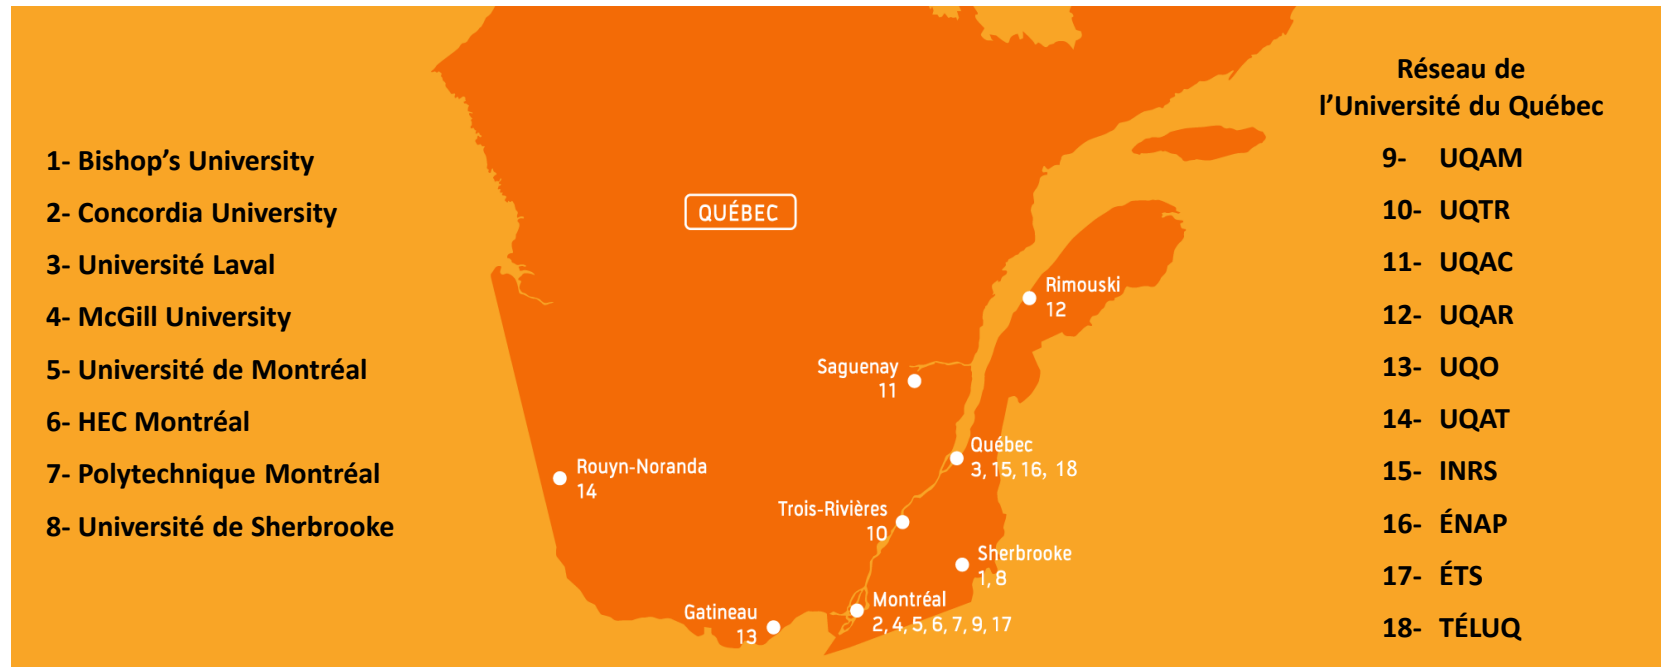 1- Bishop’s University
2- Concordia University
3- Université Laval
4- McGill University
5- Université de Montréal
6- HEC Montréal
7- Polytechnique Montréal
8- Université de Sherbrooke
QUÉBEC
Rimouski
12
Saguenay
11
Québec
3, 15, 16, 18
Rouyn-Noranda
14
Trois-Rivières
10
Sherbrooke
1, 8
Montréal
2, 4, 5, 6, 7, 9, 17
Gatineau
13
Réseau de
l’Université du Québec
9- UQAM
10- UQTR
11- UQAC
12- UQAR
13- UQO
14- UQAT
15- INRS
16- ÉNAP
17- ÉTS
18- TÉLUQ